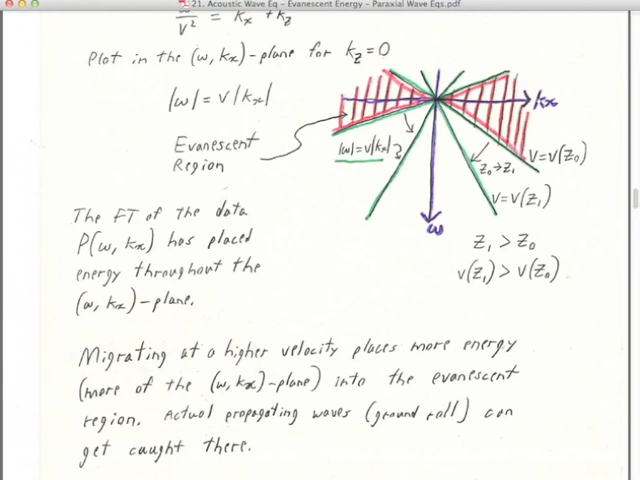 21. Acoustic Wave Eq - Evanescent Energy - Paraxial Wave Eqs.pdf
V² = kx + kz
Plot in the (ω, kx)-plane for kz=0
|ω| = V|kx|
Evanescent
Region
kx
|ω|=V|kx|
z0→z1
V=V(z0)
V=V(z1)
ω
z1 > z0
V(z1) > V(z0)
The FT of the data
P(ω, kx) has placed
energy throughout the
(ω, kx)-plane.
Migrating at a higher velocity places more energy
(more of the (ω, kx)-plane) into the evanescent
region. Actual propagating waves (ground roll) can
get caught there.